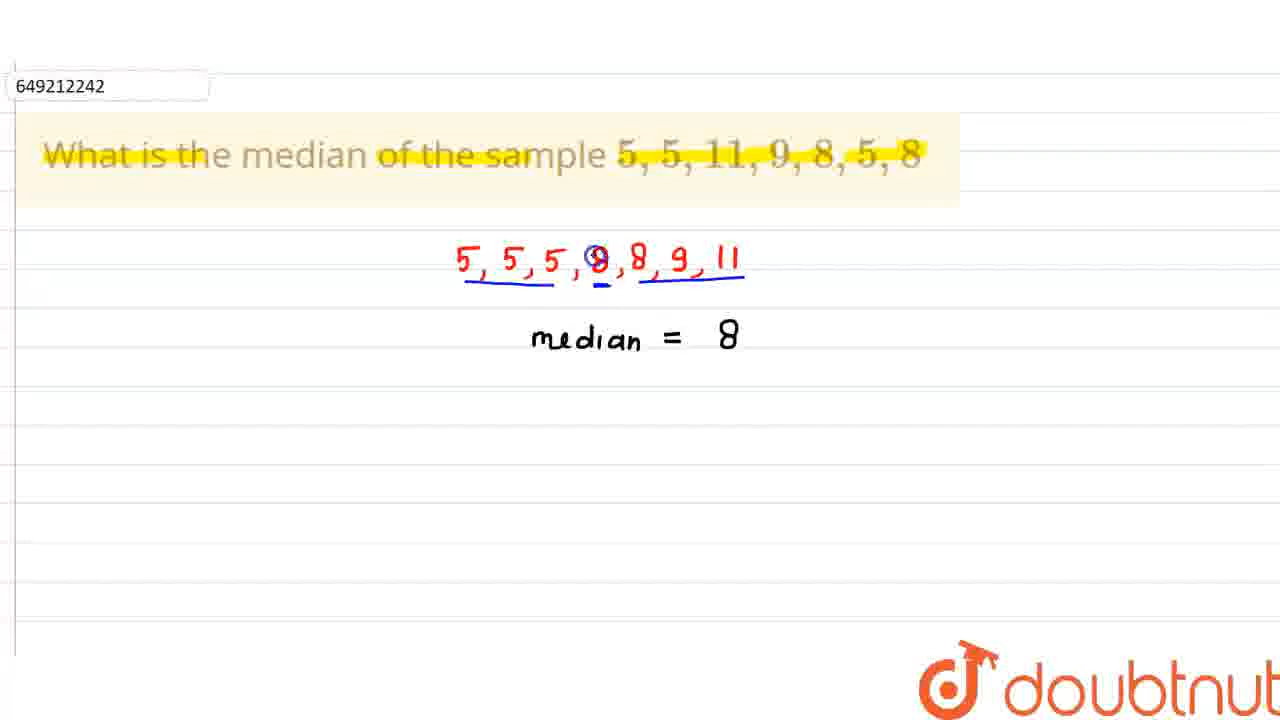 649212242
What is the median of the sample 5, 5, 11, 9, 8, 5, 8
5, 5, 5, 8, 8, 9, 11
median = 8
doubtnut